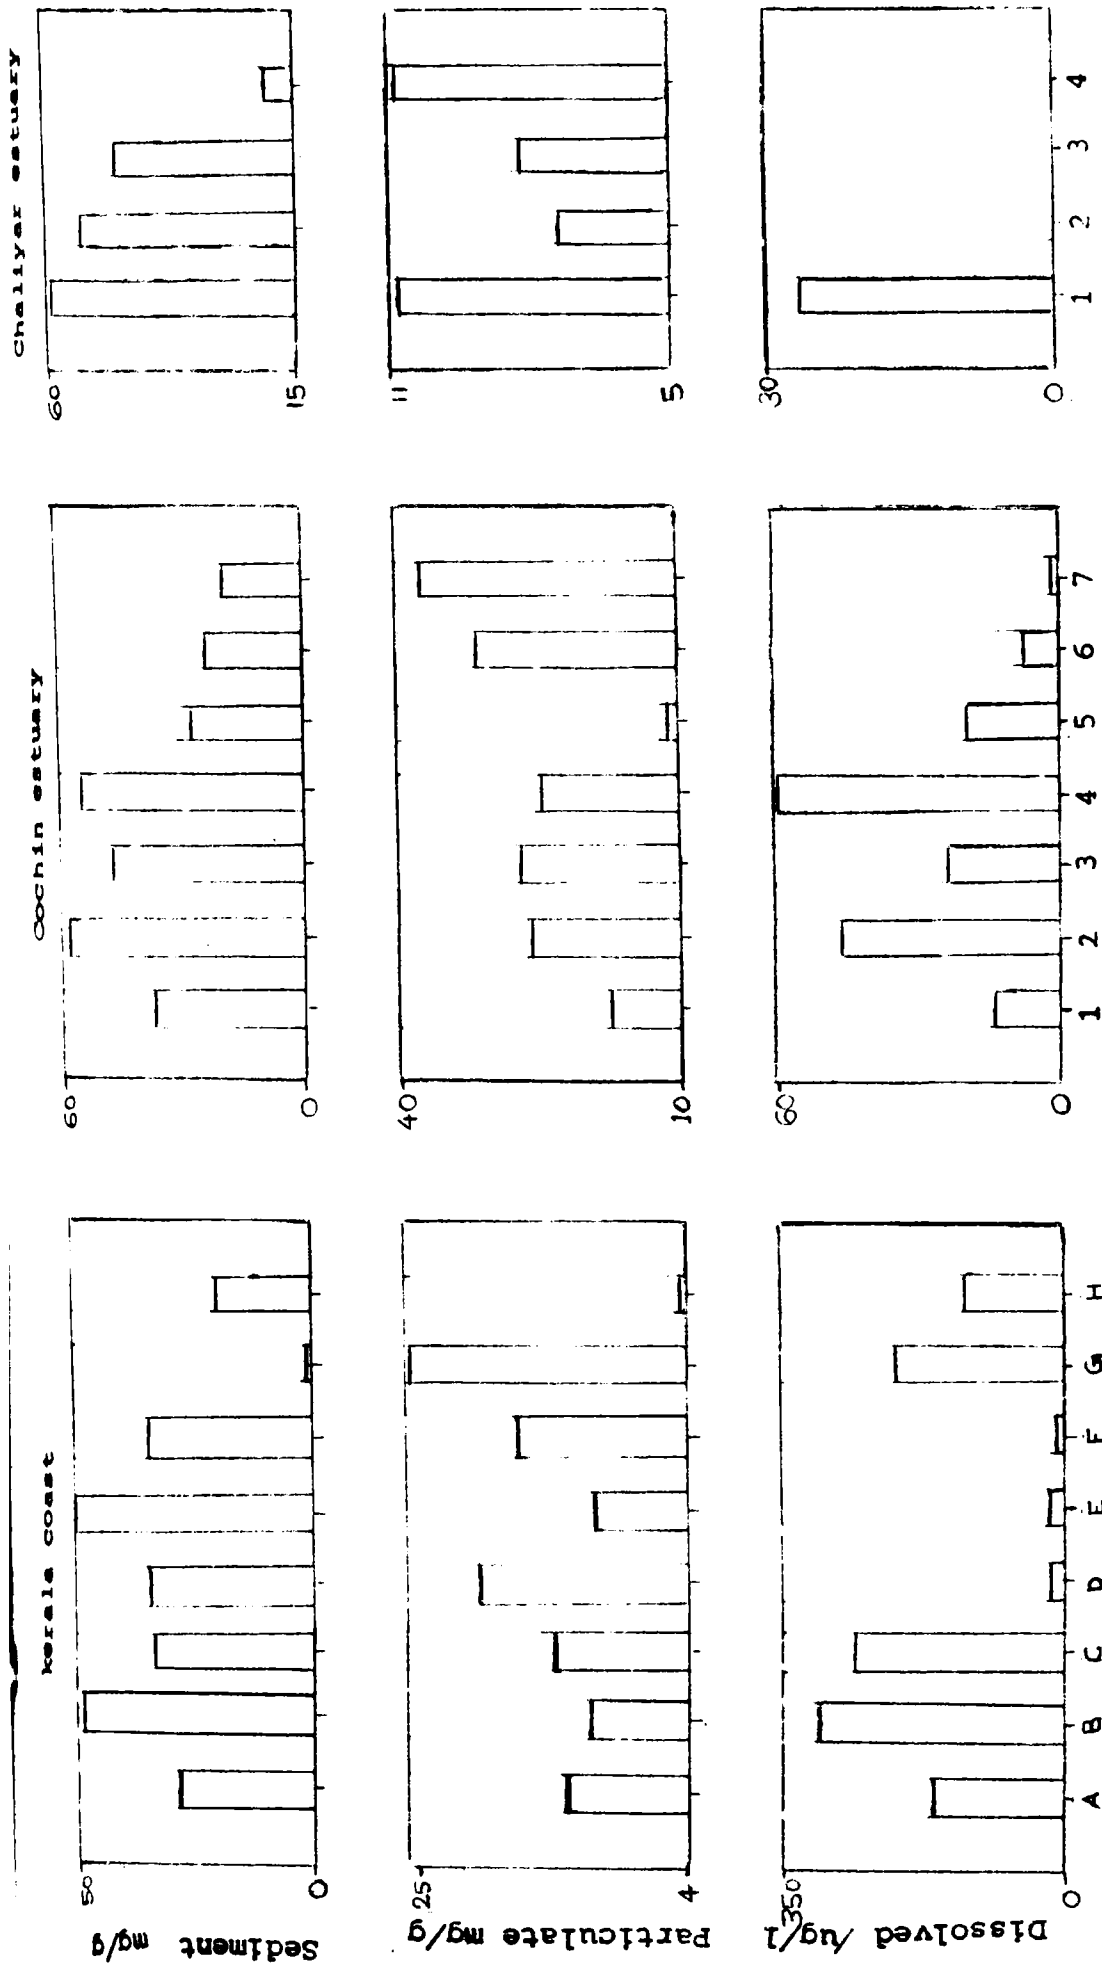 kerala coast
Cochin estuary
Challyar estuery
Sediment mg/g
50
0
60
0
60
15
Particulate mg/g
25
4
40
10
11
5
Dissolved /ug/l
350
0
60
0
30
0
A B C D E F G H
1 2 3 4 5 6 7
1 2 3 4